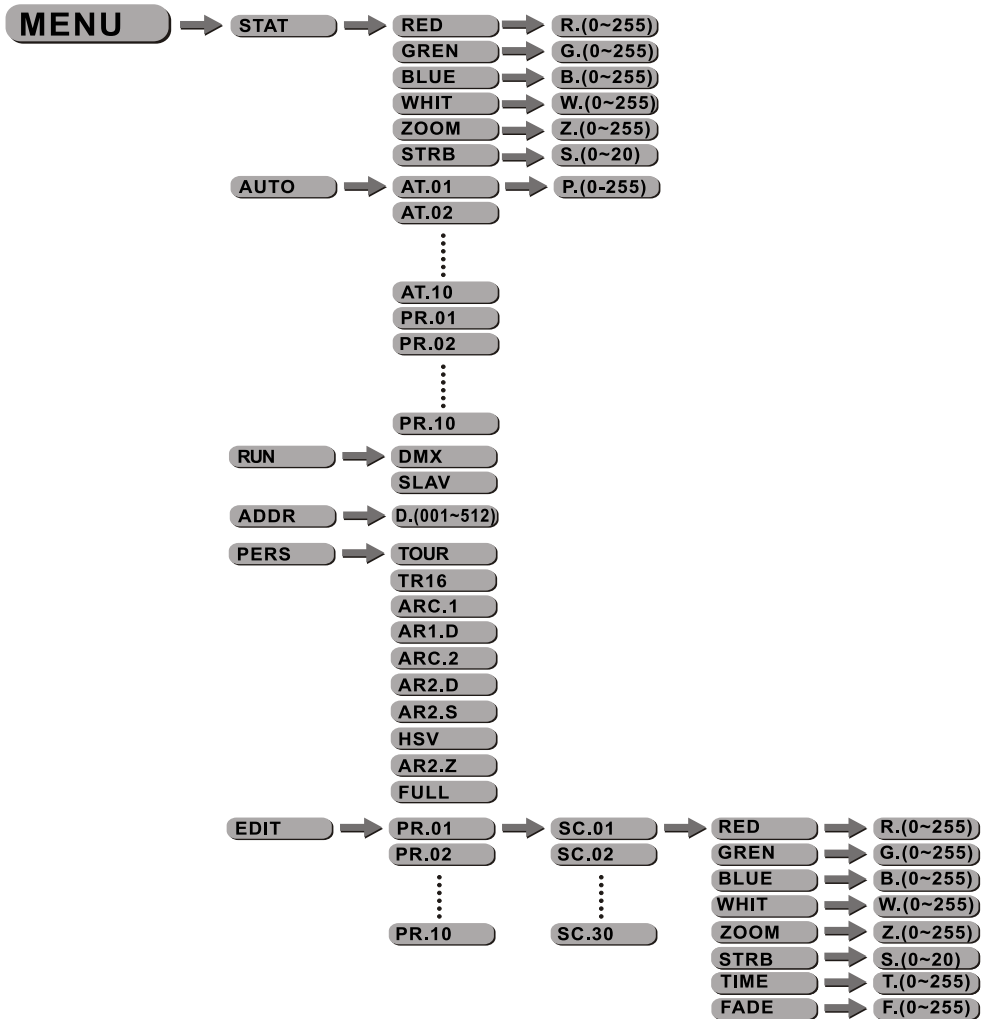 MENU STAT RED R.(0~255)
GREN G.(0~255)
BLUE B.(0~255)
WHIT W.(0~255)
ZOOM Z.(0~255)
STRB S.(0~20)
AUTO AT.01 P.(0-255)
AT.02
AT.10
PR.01
PR.02
PR.10
RUN DMX
SLAV
ADDR D.(001~512)
PERS TOUR
TR16
ARC.1
AR1.D
ARC.2
AR2.D
AR2.S
HSV
AR2.Z
FULL
EDIT PR.01 SC.01 RED R.(0~255)
PR.02 SC.02 GREN G.(0~255)
BLUE B.(0~255)
WHIT W.(0~255)
PR.10 SC.30 ZOOM Z.(0~255)
STRB S.(0~20)
TIME T.(0~255)
FADE F.(0~255)